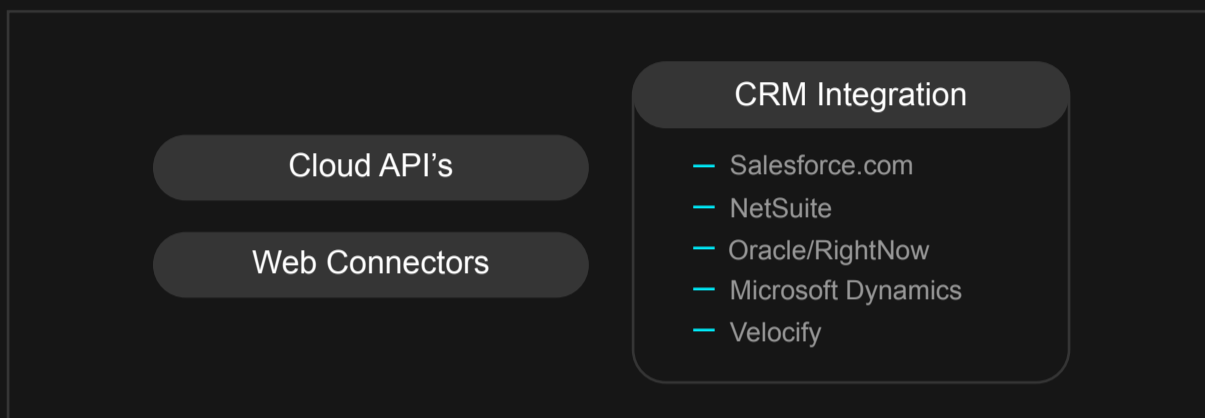 Cloud API’s
Web Connectors
CRM Integration
Salesforce.com
NetSuite
Oracle/RightNow
Microsoft Dynamics
Velocify